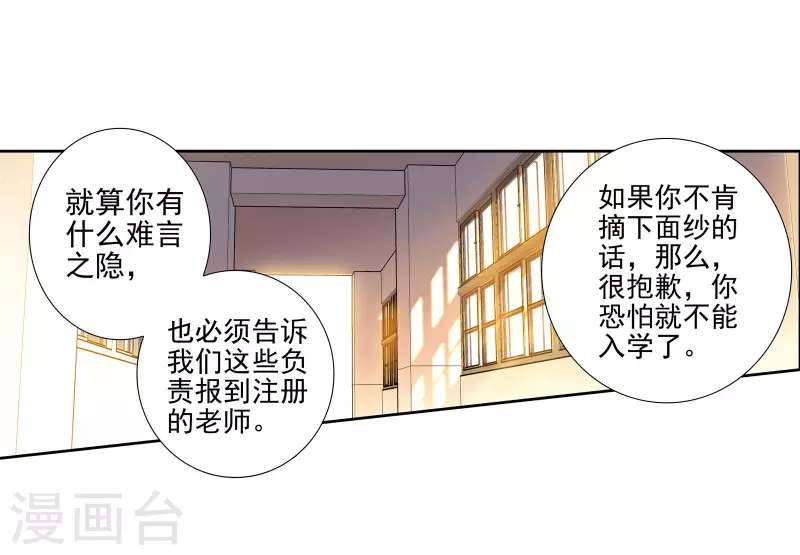 就算你有
什么难言
之隐，
也必须告诉
我们这些负
责报到注册
的老师。
如果你不肯
摘下面纱的
话，那么，
很抱歉，你
恐怕就不能
入学了。
漫画台